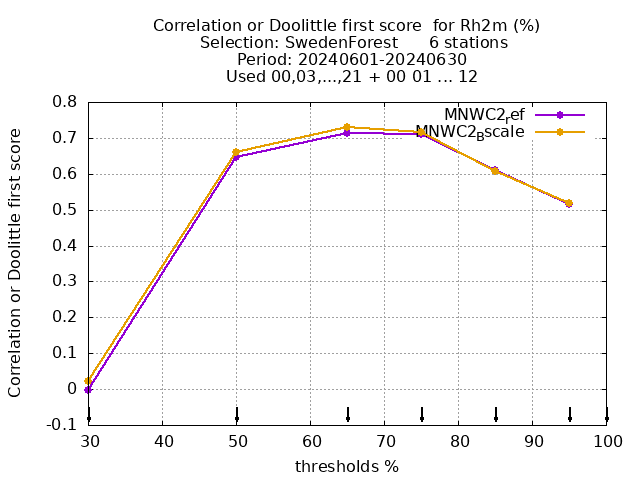 Correlation or Doolittle first score  for Rh2m (%)
Selection: SwedenForest      6 stations
Period: 20240601-20240630
Used 00,03,...,21 + 00 01 ... 12
MNWC2ref
MNWC2Bscale
Correlation or Doolittle first score
0.8
0.7
0.6
0.5
0.4
0.3
0.2
0.1
0
-0.1
30 40 50 60 70 80 90 100
thresholds %